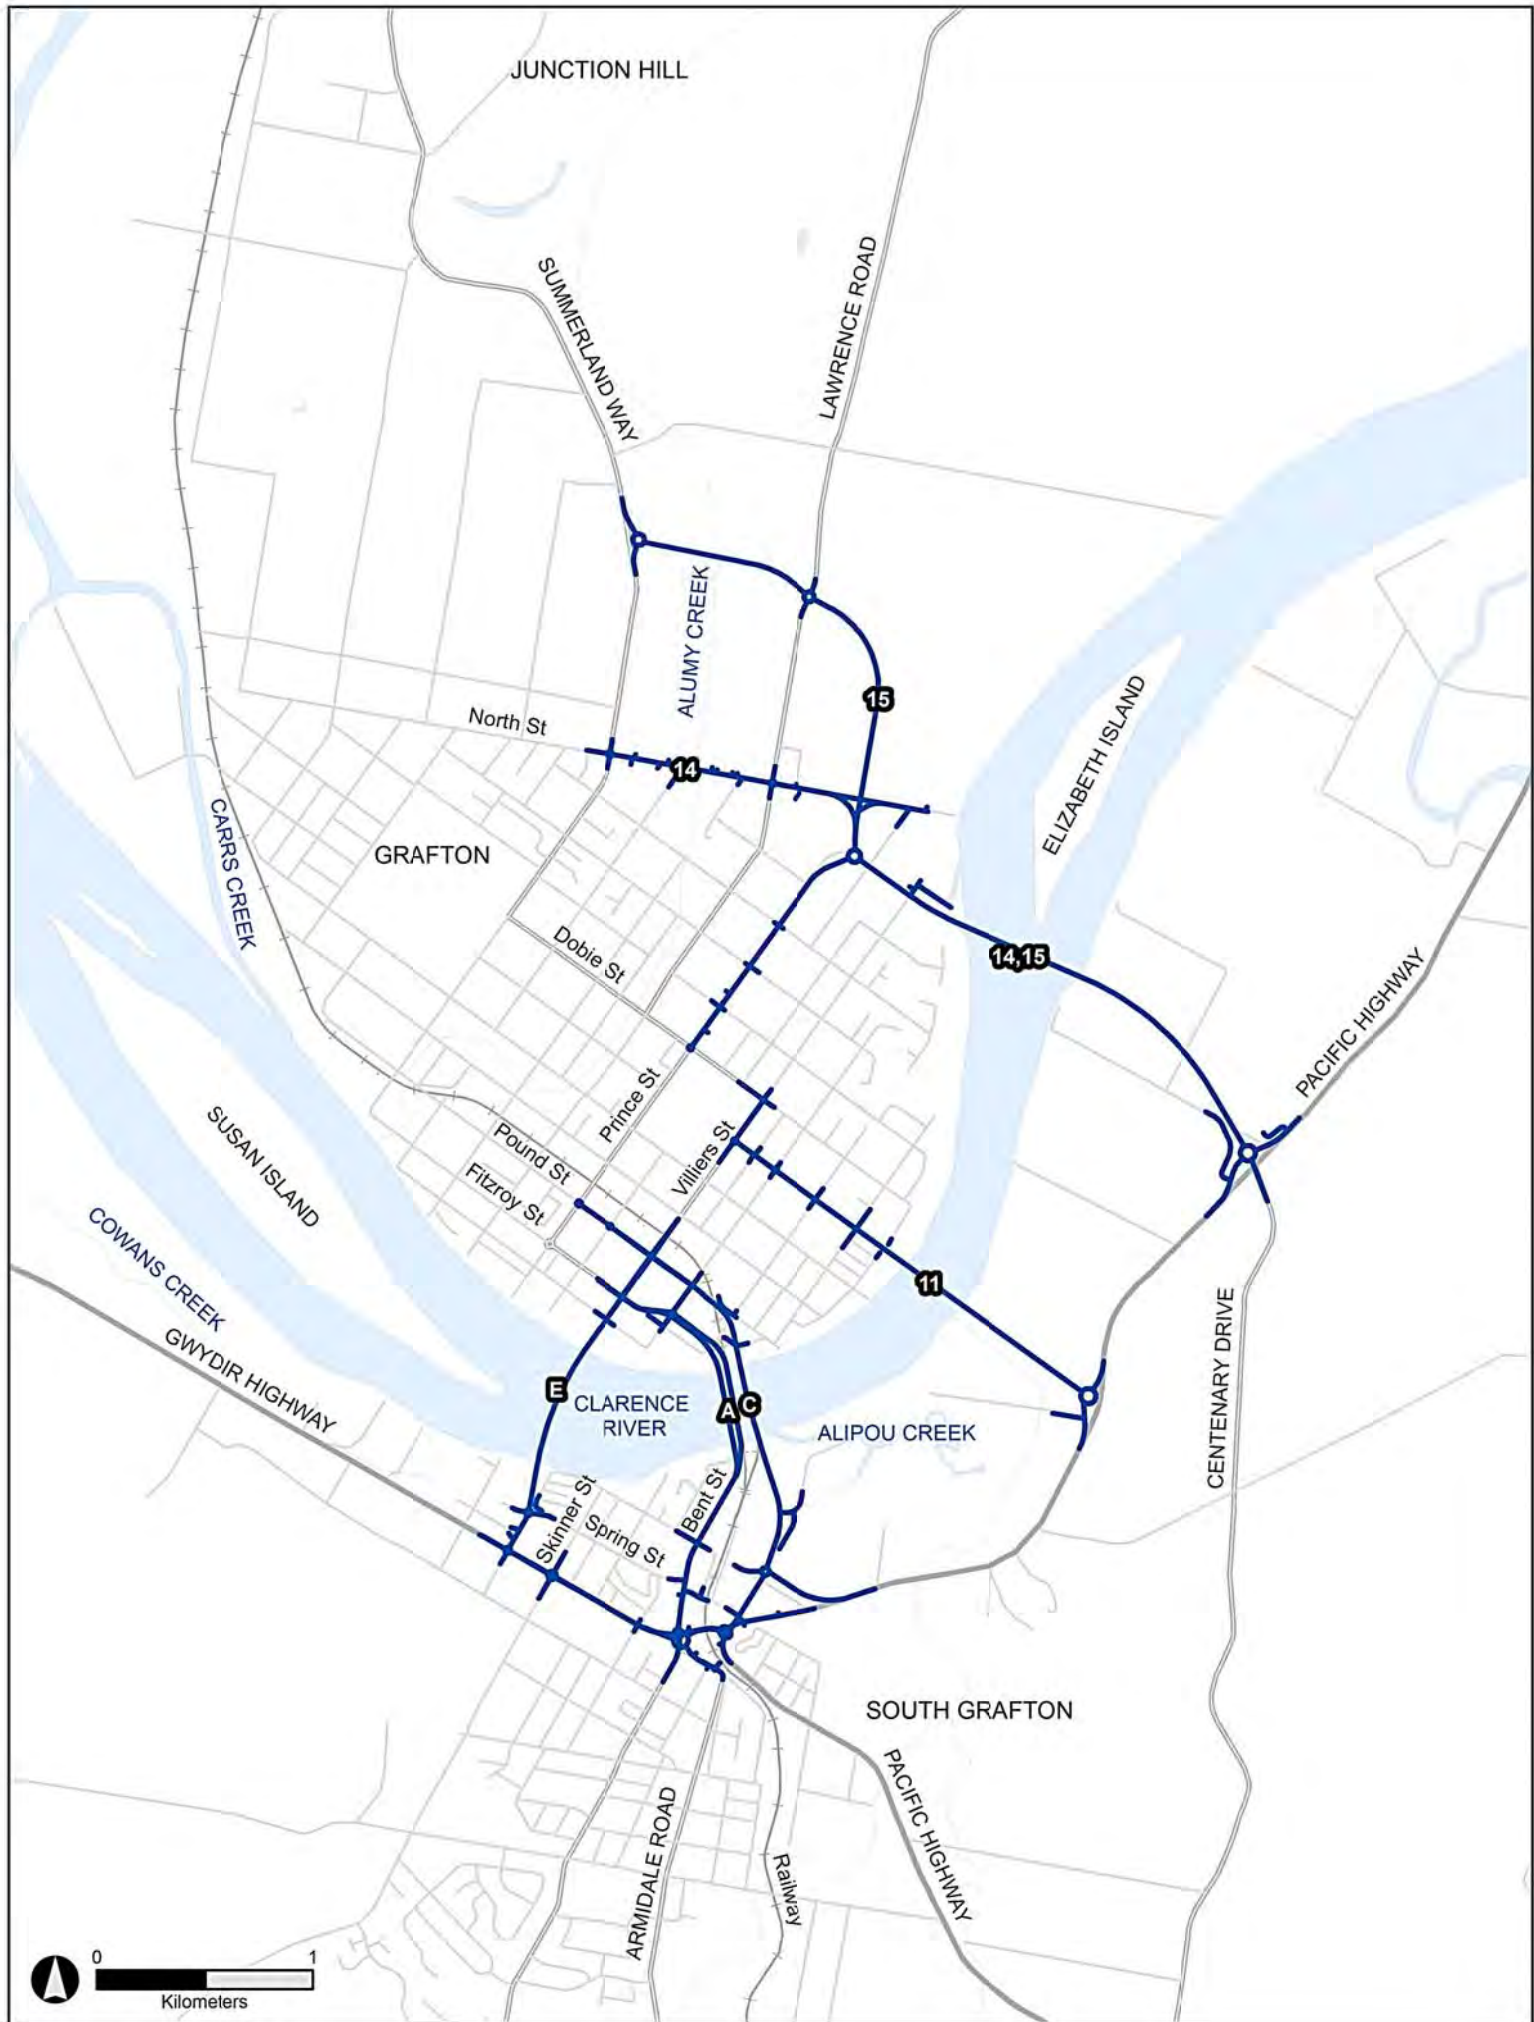 JUNCTION HILL
SUMMERLAND WAY
LAWRENCE ROAD
ALUMY CREEK
15
ELIZABETH ISLAND
North St
14
CARRS CREEK
GRAFTON
Dobie St
14,15
PACIFIC HIGHWAY
Prince St
SUSAN ISLAND
Pound St
Villiers St
Fitzroy St
COWANS CREEK
11
GWYDIR HIGHWAY
CENTENARY DRIVE
E
CLARENCE
RIVER
A
C
ALIPOU CREEK
Skinner St
Bent St
Spring St
SOUTH GRAFTON
PACIFIC HIGHWAY
ARMIDALE ROAD
Railway
0
1
Kilometers